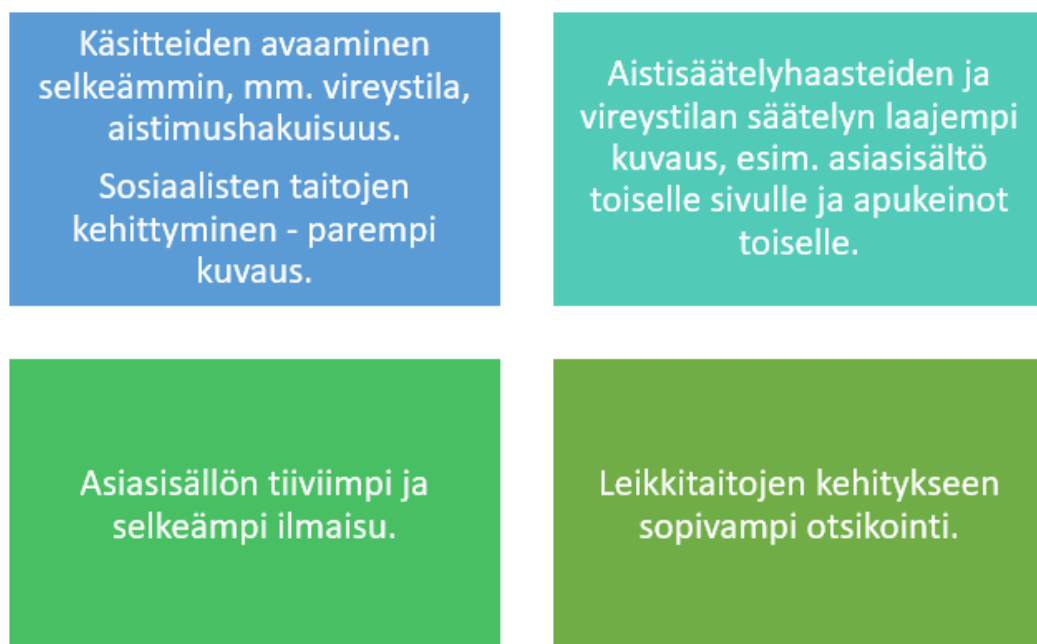 Käsitteiden avaaminen
selkeämmin, mm. vireystila,
aistimushakuisuus.
Sosiaalisten taitojen
kehittyminen - parempi
kuvaus.
Aistisäätelyhaasteiden ja
vireystilan säätelyn laajempi
kuvaus, esim. asiasisältö
toiselle sivulle ja apukeinot
toiselle.
Asiasisällön tiiviimpi ja
selkeämpi ilmaisu.
Leikkitaitojen kehitykseen
sopivampi otsikointi.